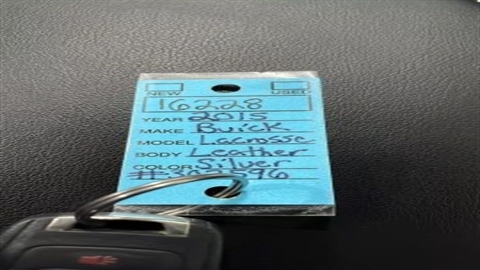 NEW USED
16228
YEAR 2015
MAKE Buick
MODEL Lacrosse
BODY Leather
COLOR Silver